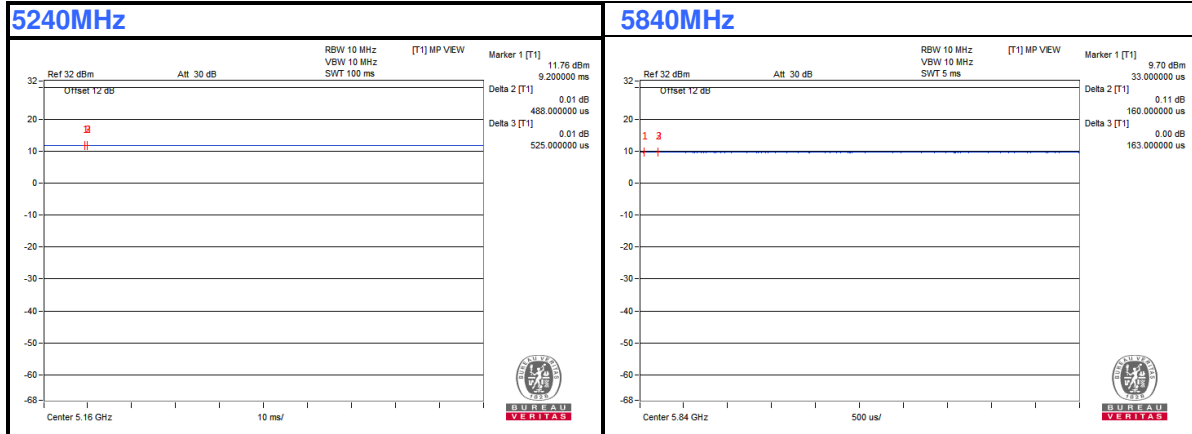 5240MHz
RBW 10 MHz [T1] MP VIEW
VBW 10 MHz
Ref 32 dBm Att 30 dB SWT 100 ms
Marker 1 [T1]
11.76 dBm
9.200000 ms
Delta 2 [T1]
0.01 dB
488.000000 us
Delta 3 [T1]
0.01 dB
525.000000 us
32
Offset 12 dB
20
10
0
-10
-20
-30
-40
-50
-60
-68
Center 5.16 GHz 10 ms/
BUREAU
VERITAS
5840MHz
RBW 10 MHz [T1] MP VIEW
VBW 10 MHz
Ref 32 dBm Att 30 dB SWT 5 ms
Marker 1 [T1]
9.70 dBm
33.000000 ms
Delta 2 [T1]
0.11 dB
160.000000 us
Delta 3 [T1]
0.00 dB
163.000000 us
32
Offset 12 dB
20
1
10
0
-10
-20
-30
-40
-50
-60
-68
Center 5.84 GHz 500 us/
BUREAU
VERITAS